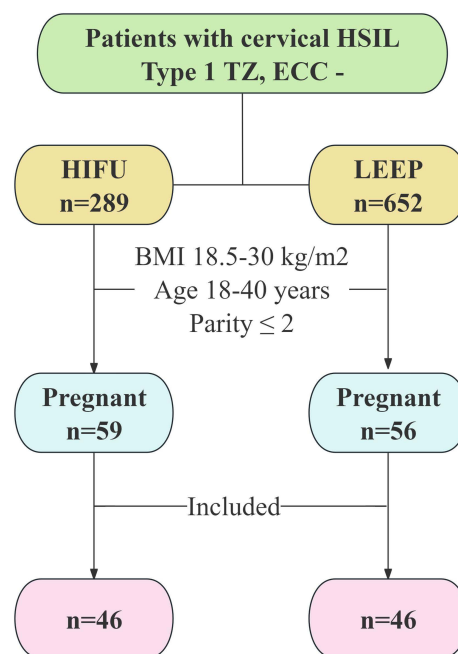 Patients with cervical HSIL
Type 1 TZ, ECC -
HIFU
n=289
LEEP
n=652
BMI 18.5-30 kg/m2
Age 18-40 years
Parity ≤ 2
Pregnant
n=59
Pregnant
n=56
Included
n=46
n=46